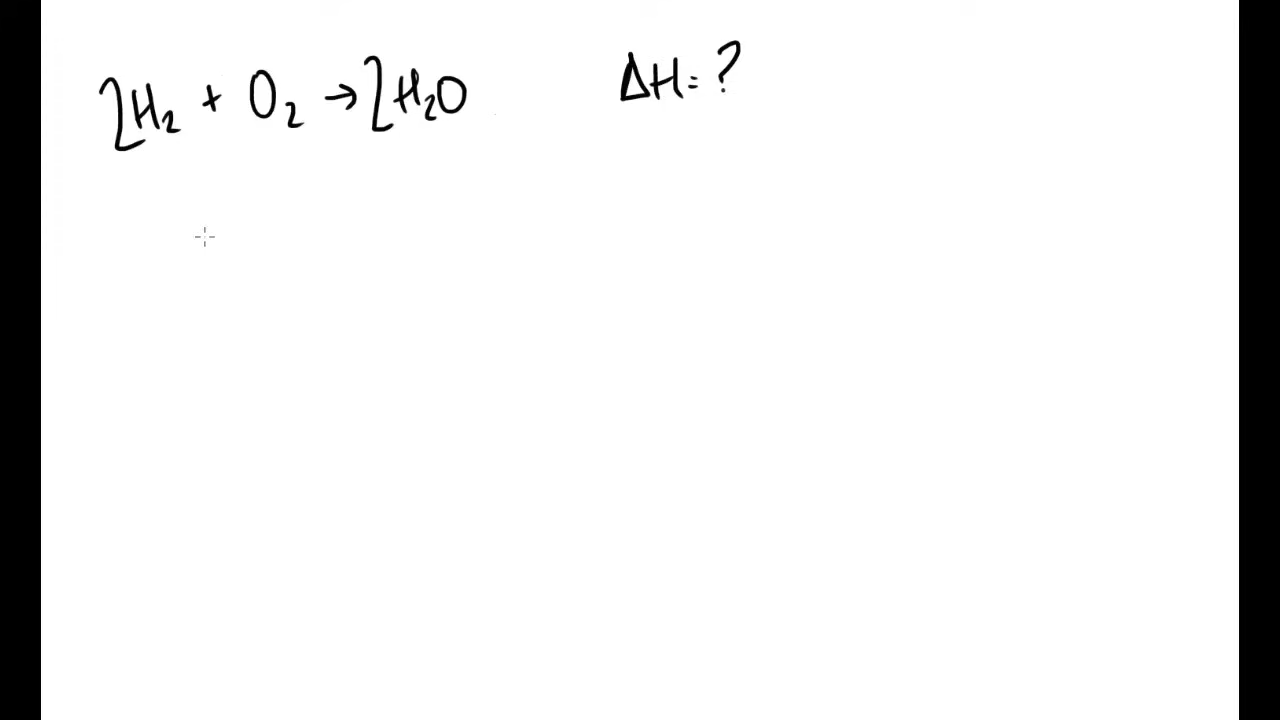 2H₂ + O₂ → 2H₂O ΔH = ?